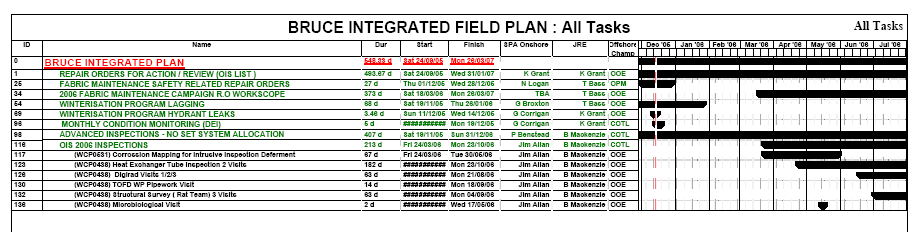 BRUCE INTEGRATED FIELD PLAN : All Tasks All Tasks
ID Name Dur Start Finish SPA Onshore JRE Offshore Champ Dec '05 Jan '06 Feb '06 Mar '06 Apr '06 May '06 Jun '06 Jul '06
0 BRUCE INTEGRATED PLAN 548.33 d Sat 24/09/05 Mon 26/03/07
1 REPAIR ORDERS FOR ACTION / REVIEW (OIS LIST ) 493.67 d Sat 24/09/05 Wed 31/01/07 K Grant K Grant OOE
25 FABRIC MAINTENANCE SAFETY RELATED REPAIR ORDERS 27 d Thu 01/12/05 Wed 28/12/05 N Logan T Bass OPM
34 2006 FABRIC MAINTENANCE CAMPAIGN R.O WORKSCOPE 373 d Sat 18/03/06 Mon 26/03/07 TBA T Bass OOE
54 WINTERISATION PROGRAM LAGGING 68 d Sat 19/11/05 Thu 26/01/06 G Broxton T Bass OOE
69 WINTERISATION PROGRAM HYDRANT LEAKS 3.46 d Sun 11/12/05 Wed 14/12/05 G Corrigan K Grant OOE
96 MONTHLY CONDITION MONITORING (DEI) 5 d ########## Mon 19/12/05 G Corrigan K Grant COTL
98 ADVANCED INSPECTIONS - NO SET SYSTEM ALLOCATION 407 d Sat 19/11/05 Sun 31/12/06 P Benstead B Mackenzie COTL
116 OIS 2006 INSPECTIONS 213 d Fri 24/03/06 Mon 23/10/06 Jim Allan B Mackenzie COTL
117 (WCP0631) Corrossion Mapping for Intrusive Inspection Deferment 67 d Fri 24/03/06 Tue 30/05/06 Jim Allan B Mackenzie OOE
123 (WCP0438) Heat Exchanger Tube Inspection 2 Visits 182 d ########## Mon 23/10/06 Jim Allan B Mackenzie OOE
126 (WCP0438) Digirad Visits 1/2/3 63 d ########## Mon 21/08/06 Jim Allan B Mackenzie OOE
130 (WCP0438) TOFD WP Pipework Visit 14 d ########## Mon 18/09/06 Jim Allan B Mackenzie OOE
132 (WCP0438) Structural Survey ( Rat Team) 3 Visits 63 d ########## Mon 04/09/06 Jim Allan B Mackenzie OOE
136 (WCP0438) Microbiological Visit 2 d ########## Wed 17/05/06 Jim Allan B Mackenzie OOE